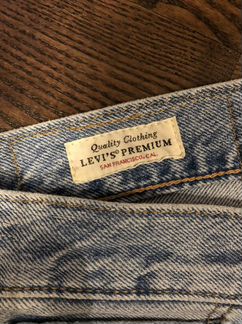 Quality Clothing
LEVI'S® PREMIUM
SAN FRANCISCO, CAL.